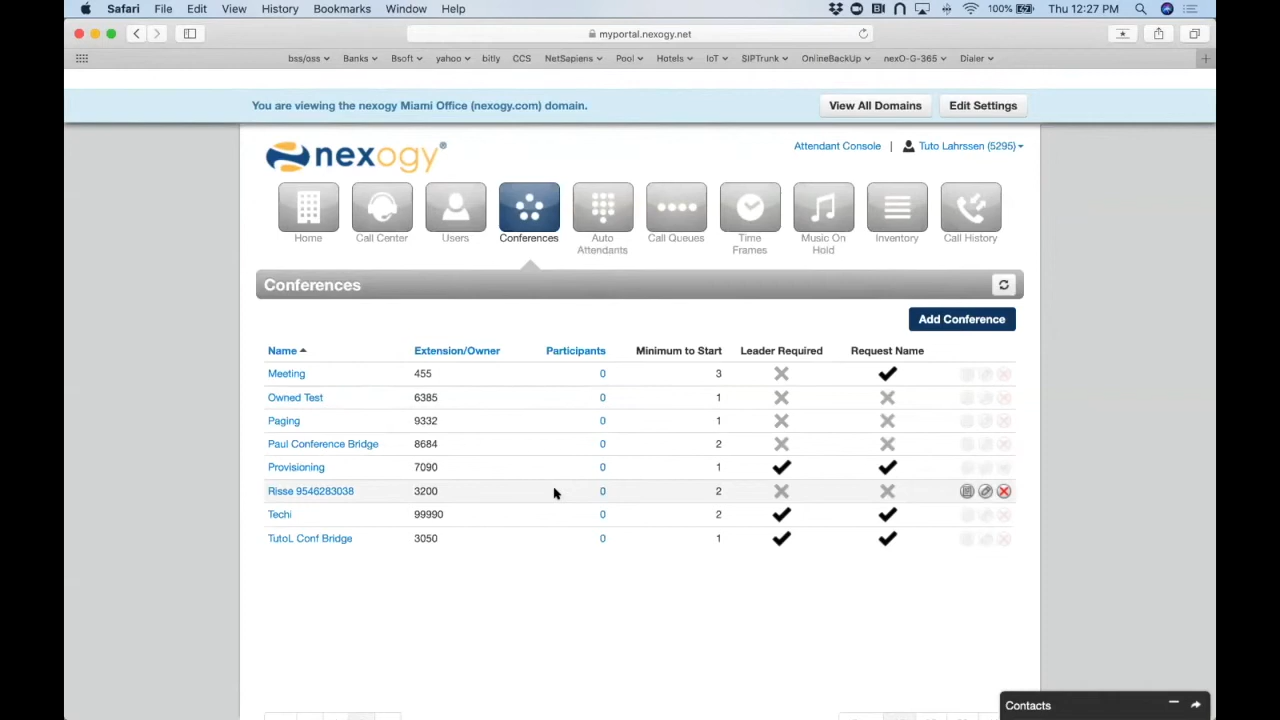 Safari File Edit View History Bookmarks Window Help 100% Thu 12:27 PM
myportal.nexogy.net
bss/oss Banks Bsoft yahoo bitly CCS NetSapiens Pool Hotels IoT SIPTrunk OnlineBackUp nexO-G-365 Dialer
You are viewing the nexogy Miami Office (nexogy.com) domain. View All Domains Edit Settings
nexogy®
Attendant Console | Tuto Lahrssen (5295)
Home Call Center Users Conferences Auto Attendants Call Queues Time Frames Music On Hold Inventory Call History
Conferences
Add Conference
Name Extension/Owner Participants Minimum to Start Leader Required Request Name
Meeting 455 0 3
Owned Test 6385 0 1
Paging 9332 0 1
Paul Conference Bridge 8684 0 2
Provisioning 7090 0 1
Risse 9546283038 3200 0 2
Techi 99990 0 2
TutoL Conf Bridge 3050 0 1
Contacts